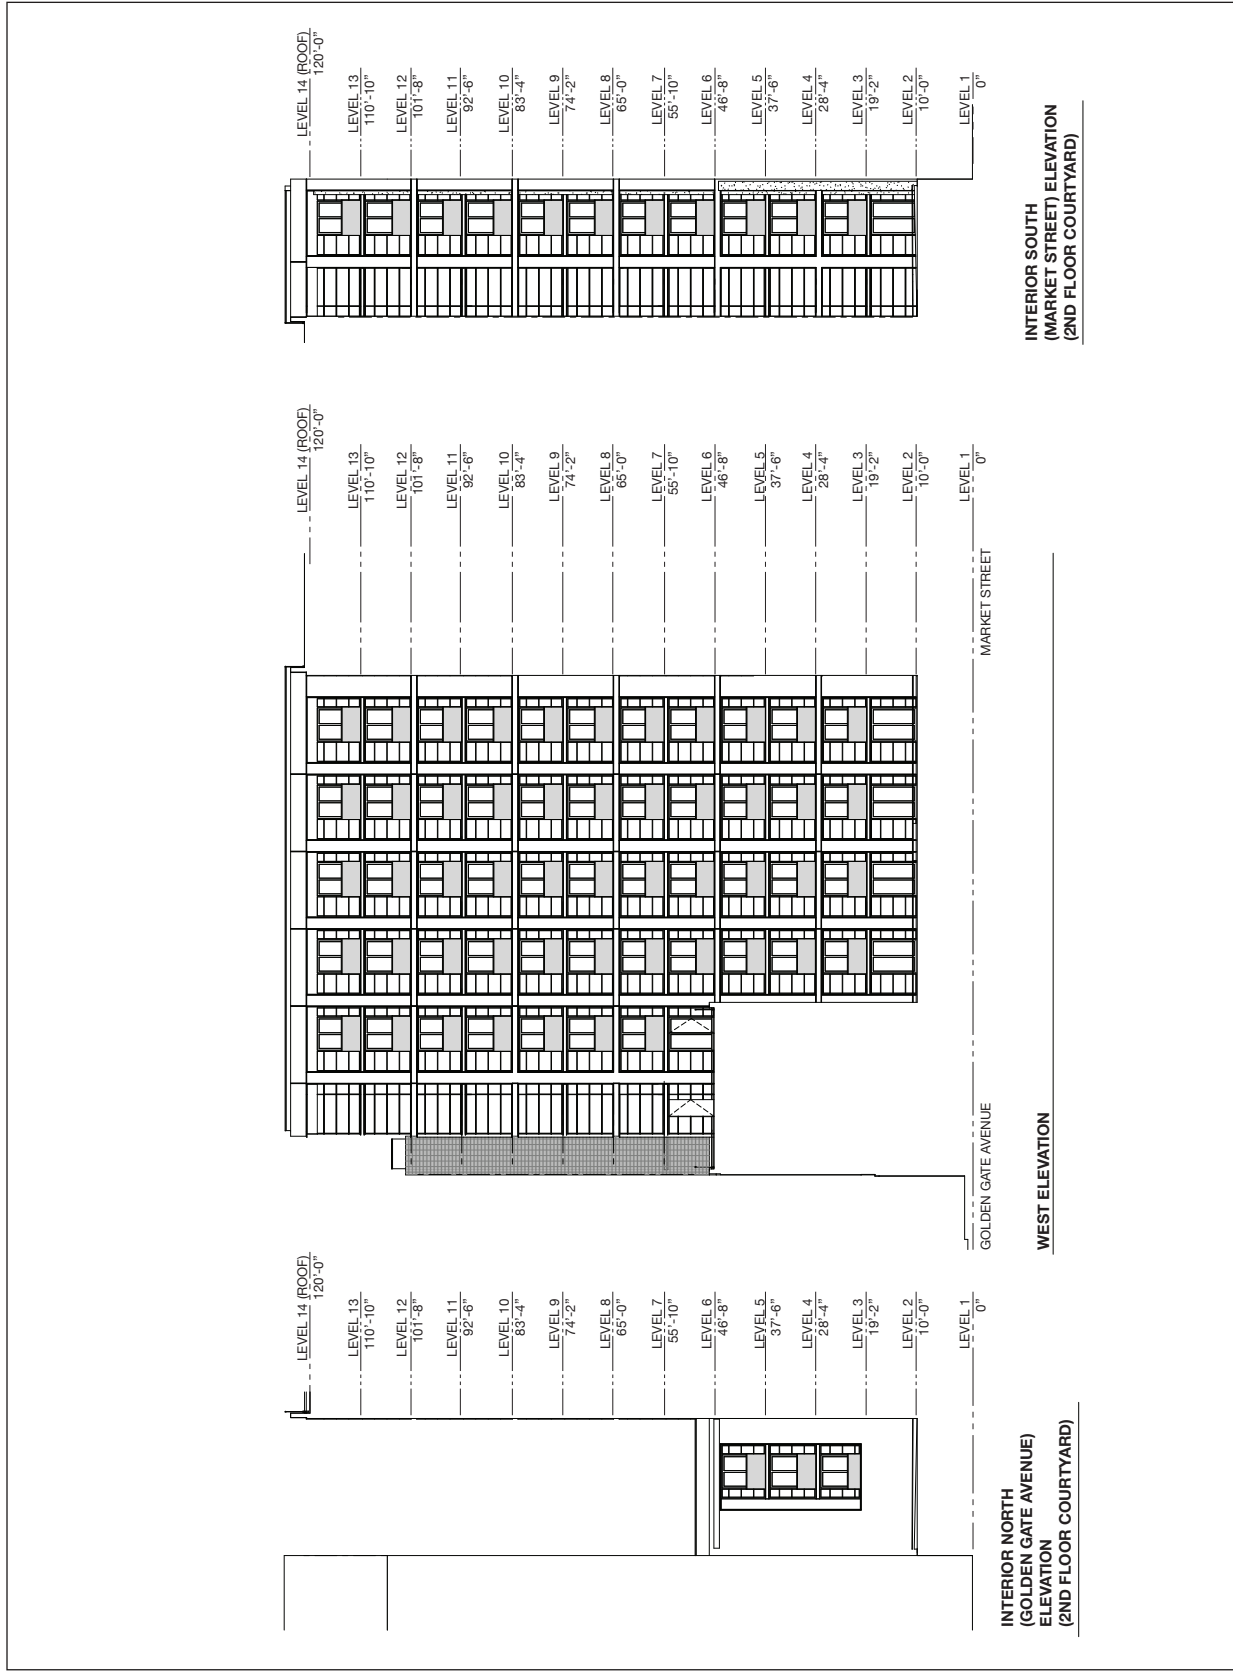 LEVEL 14 (ROOF)
120'-0"
LEVEL 13
110'-10"
LEVEL 12
101'-8"
LEVEL 11
92'-6"
LEVEL 10
83'-4"
LEVEL 9
74'-2"
LEVEL 8
65'-0"
LEVEL 7
55'-10"
LEVEL 6
46'-8"
LEVEL 5
37'-6"
LEVEL 4
28'-4"
LEVEL 3
19'-2"
LEVEL 2
10'-0"
LEVEL 1
0"
INTERIOR NORTH
(GOLDEN GATE AVENUE)
ELEVATION
(2ND FLOOR COURTYARD)
LEVEL 14 (ROOF)
120'-0"
LEVEL 13
110'-10"
LEVEL 12
101'-8"
LEVEL 11
92'-6"
LEVEL 10
83'-4"
LEVEL 9
74'-2"
LEVEL 8
65'-0"
LEVEL 7
55'-10"
LEVEL 6
46'-8"
LEVEL 5
37'-6"
LEVEL 4
28'-4"
LEVEL 3
19'-2"
LEVEL 2
10'-0"
LEVEL 1
0"
GOLDEN GATE AVENUE
MARKET STREET
WEST ELEVATION
LEVEL 14 (ROOF)
120'-0"
LEVEL 13
110'-10"
LEVEL 12
101'-8"
LEVEL 11
92'-6"
LEVEL 10
83'-4"
LEVEL 9
74'-2"
LEVEL 8
65'-0"
LEVEL 7
55'-10"
LEVEL 6
46'-8"
LEVEL 5
37'-6"
LEVEL 4
28'-4"
LEVEL 3
19'-2"
LEVEL 2
10'-0"
LEVEL 1
0"
INTERIOR SOUTH
(MARKET STREET) ELEVATION
(2ND FLOOR COURTYARD)